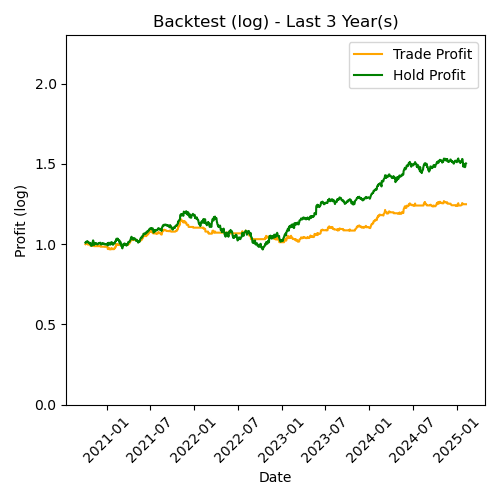 Backtest (log) - Last 3 Year(s)
Trade Profit
Hold Profit
Profit (log)
2.0
1.5
1.0
0.5
0.0
2021-01
2021-07
2022-01
2022-07
2023-01
2023-07
2024-01
2024-07
2025-01
Date